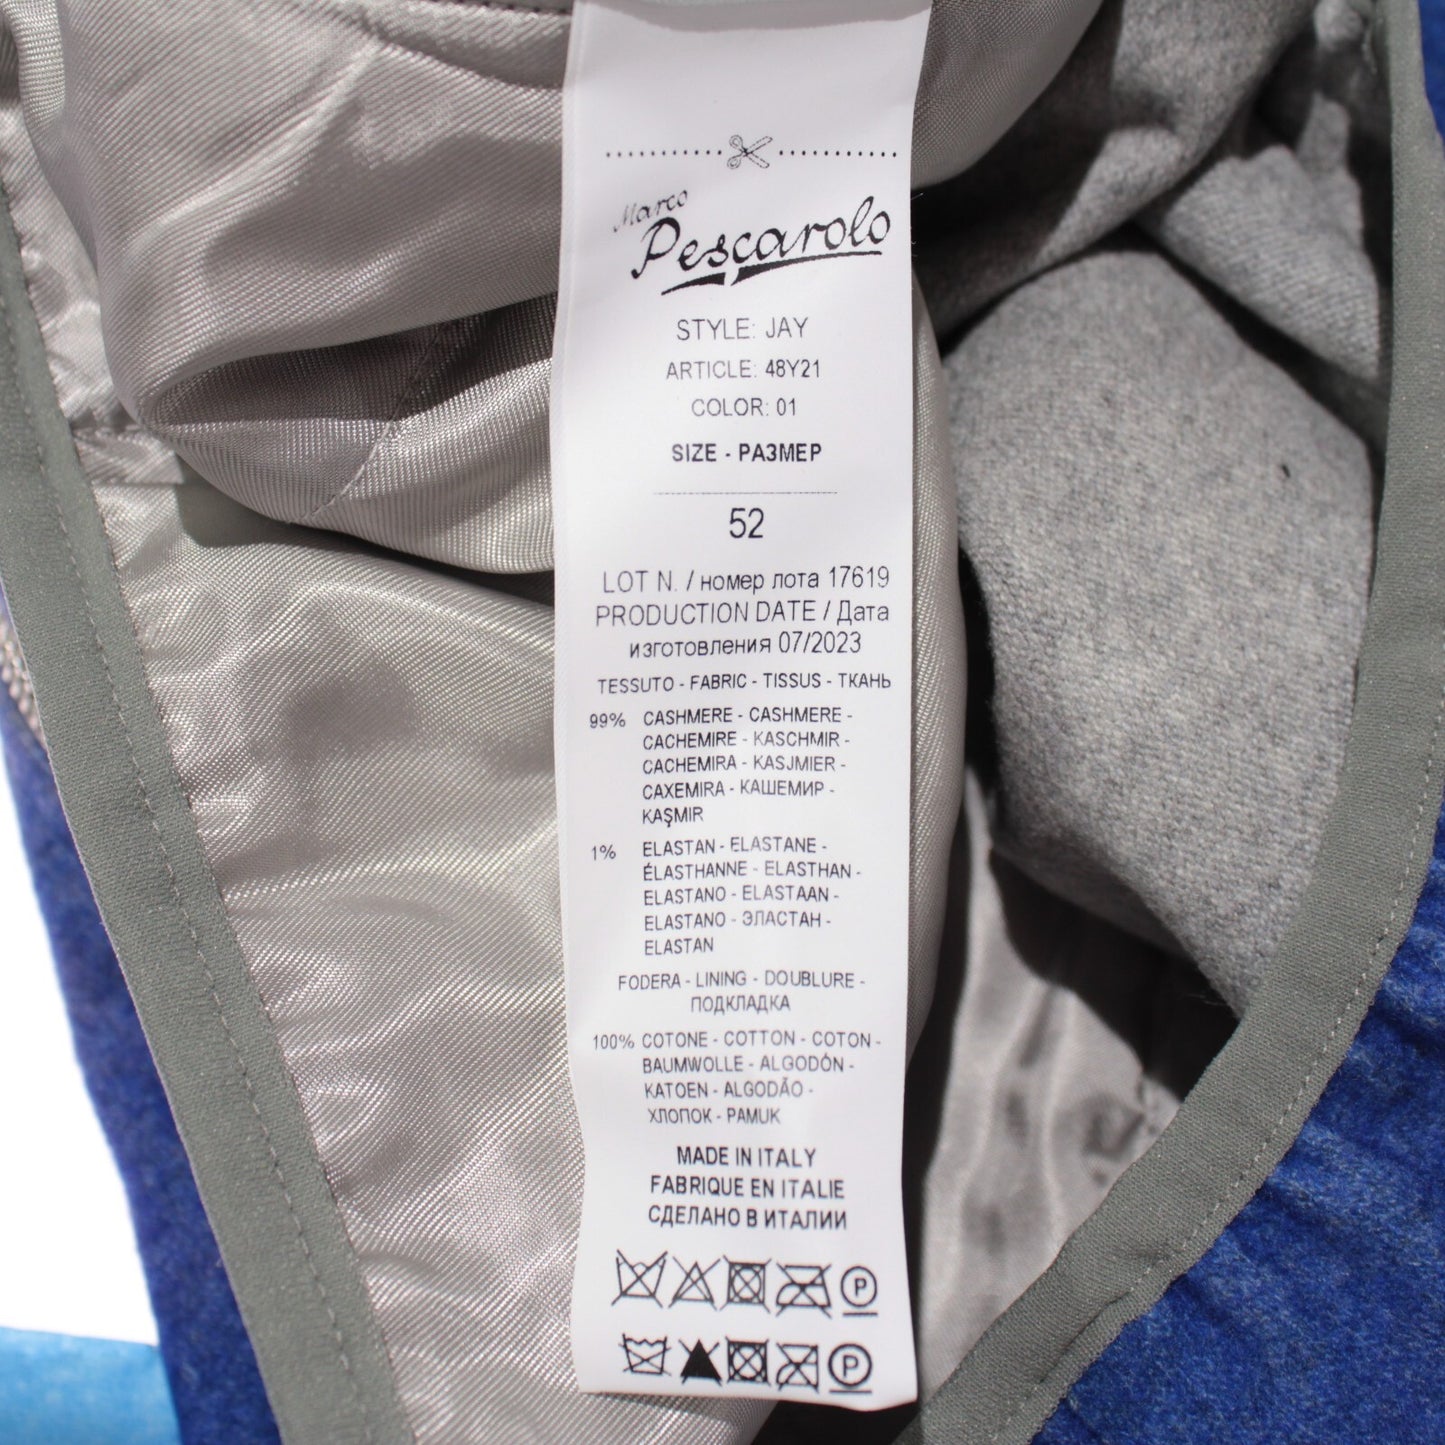 Marco
Pescarolo
STYLE: JAY
ARTICLE: 48Y21
COLOR: 01
SIZE - РАЗМЕР
52
LOT N. / номер лота 17619
PRODUCTION DATE / Дата
изготовления 07/2023
TESSUTO - FABRIC - TISSUS - ТКАНЬ
99% CASHMERE - CASHMERE -
CACHEMIRE - KASCHMIR -
CACHEMIRA - KASJMIER -
CAXEMIRA - КАШЕМИР -
KAŞMIR
1% ELASTAN - ELASTANE -
ÉLASTHANNE - ELASTHAN -
ELASTANO - ELASTAAN -
ELASTANO - ЭЛАСТАН -
ELASTAN
FODERA - LINING - DOUBLURE -
ПОДКЛАДКА
100% COTONE - COTTON - COTON -
BAUMWOLLE - ALGODÓN -
KATOEN - ALGODÃO -
ХЛОПОК - PAMUK
MADE IN ITALY
FABRIQUE EN ITALIE
СДЕЛАНО В ИТАЛИИ
P
P